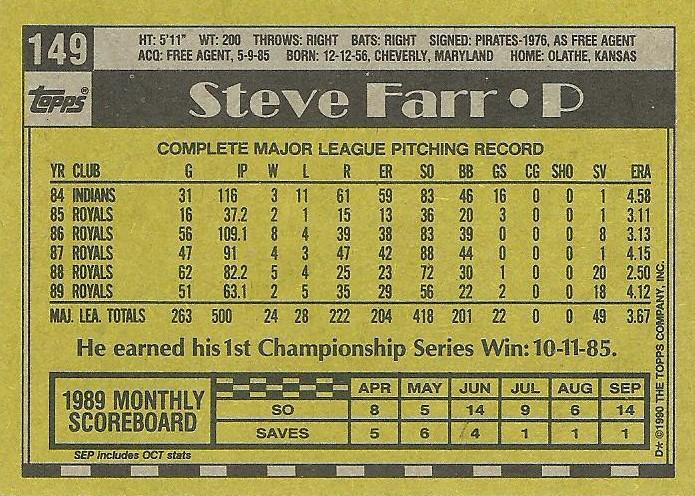 149
HT: 5'11" WT: 200 THROWS: RIGHT BATS: RIGHT SIGNED: PIRATES-1976, AS FREE AGENT
ACQ: FREE AGENT, 5-9-85 BORN: 12-12-56, CHEVERLY, MARYLAND HOME: OLATHE, KANSAS
topps®
Steve Farr • P
COMPLETE MAJOR LEAGUE PITCHING RECORD
YR CLUB G IP W L R ER SO BB GS CG SHO SV ERA
84 INDIANS 31 116 3 11 61 59 83 46 16 0 0 1 4.58
85 ROYALS 16 37.2 2 1 15 13 36 20 3 0 0 1 3.11
86 ROYALS 56 109.1 8 4 39 38 83 39 0 0 0 8 3.13
87 ROYALS 47 91 4 3 47 42 88 44 0 0 0 1 4.15
88 ROYALS 62 82.2 5 4 25 23 72 30 1 0 0 20 2.50
89 ROYALS 51 63.1 2 5 35 29 56 22 2 0 0 18 4.12
MAJ. LEA. TOTALS 263 500 24 28 222 204 418 201 22 0 0 49 3.67
He earned his 1st Championship Series Win: 10-11-85.
1989 MONTHLY
SCOREBOARD
APR MAY JUN JUL AUG SEP
SO 8 5 14 9 6 14
SAVES 5 6 4 1 1 1
SEP includes OCT stats
D* ©1990 THE TOPPS COMPANY, INC.